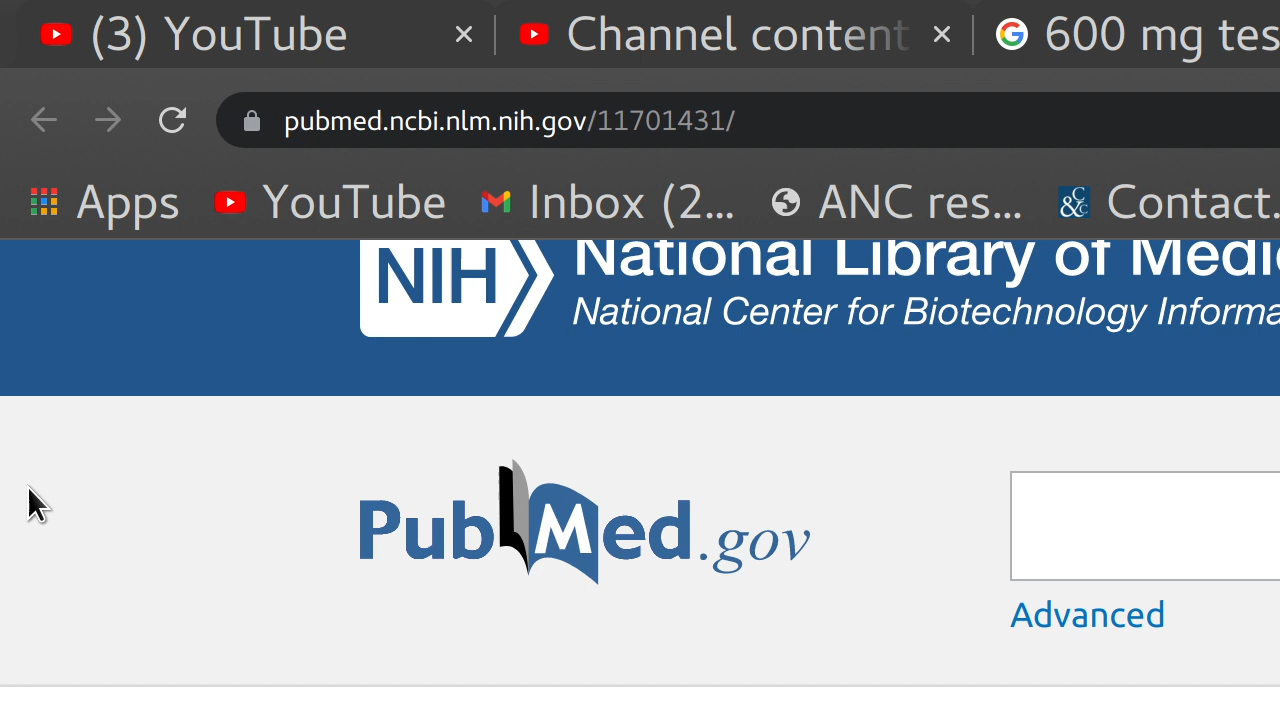 (3) YouTube
Channel content
600 mg tes
pubmed.ncbi.nlm.nih.gov/11701431/
Apps
YouTube
Inbox (2...
ANC res...
Contact.
NIH
National Library of Medi
National Center for Biotechnology Informa
PubMed.gov
Advanced